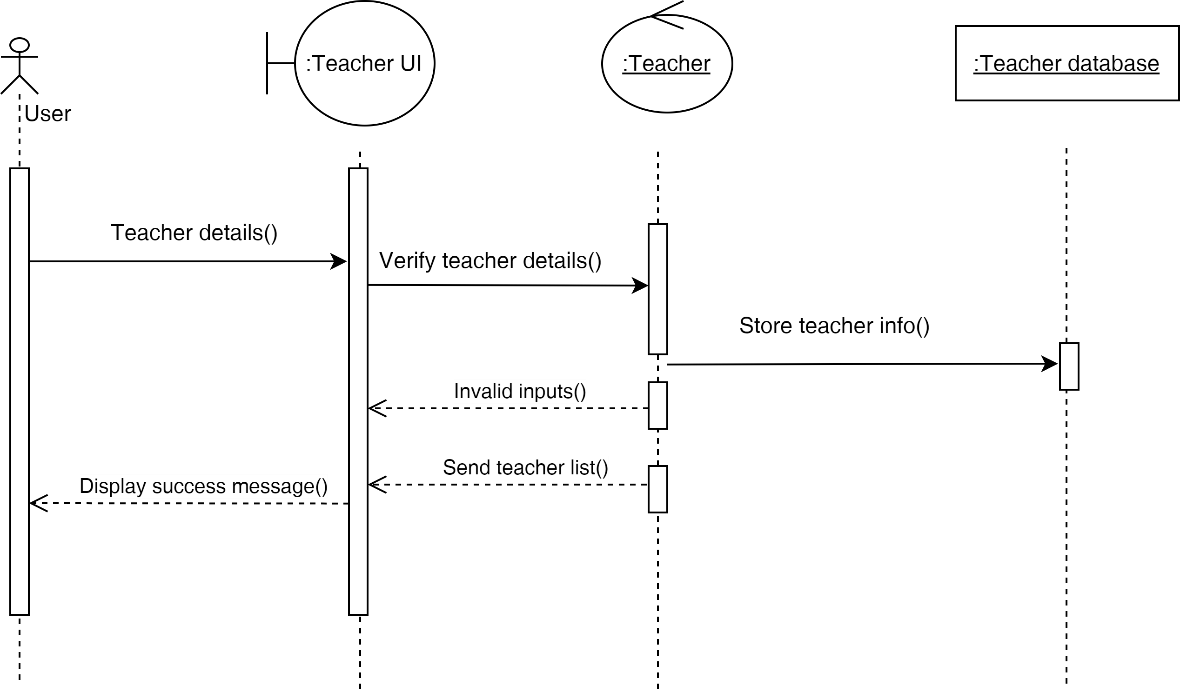 :Teacher UI
:Teacher
:Teacher database
User
Teacher details()
Verify teacher details()
Store teacher info()
Invalid inputs()
Send teacher list()
Display success message()